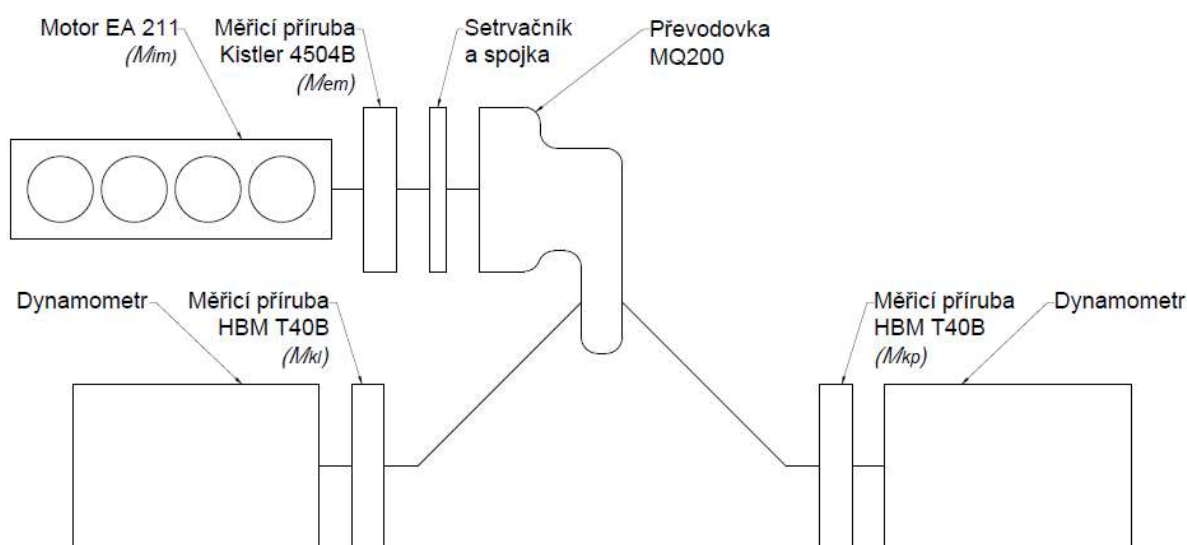 Motor EA 211
(Mim)
Měřicí příruba
Kistler 4504B
(Mem)
Setrvačník
a spojka
Převodovka
MQ200
Dynamometr
Měřicí příruba
HBM T40B
(Mkl)
Měřicí příruba
HBM T40B
(Mkp)
Dynamometr